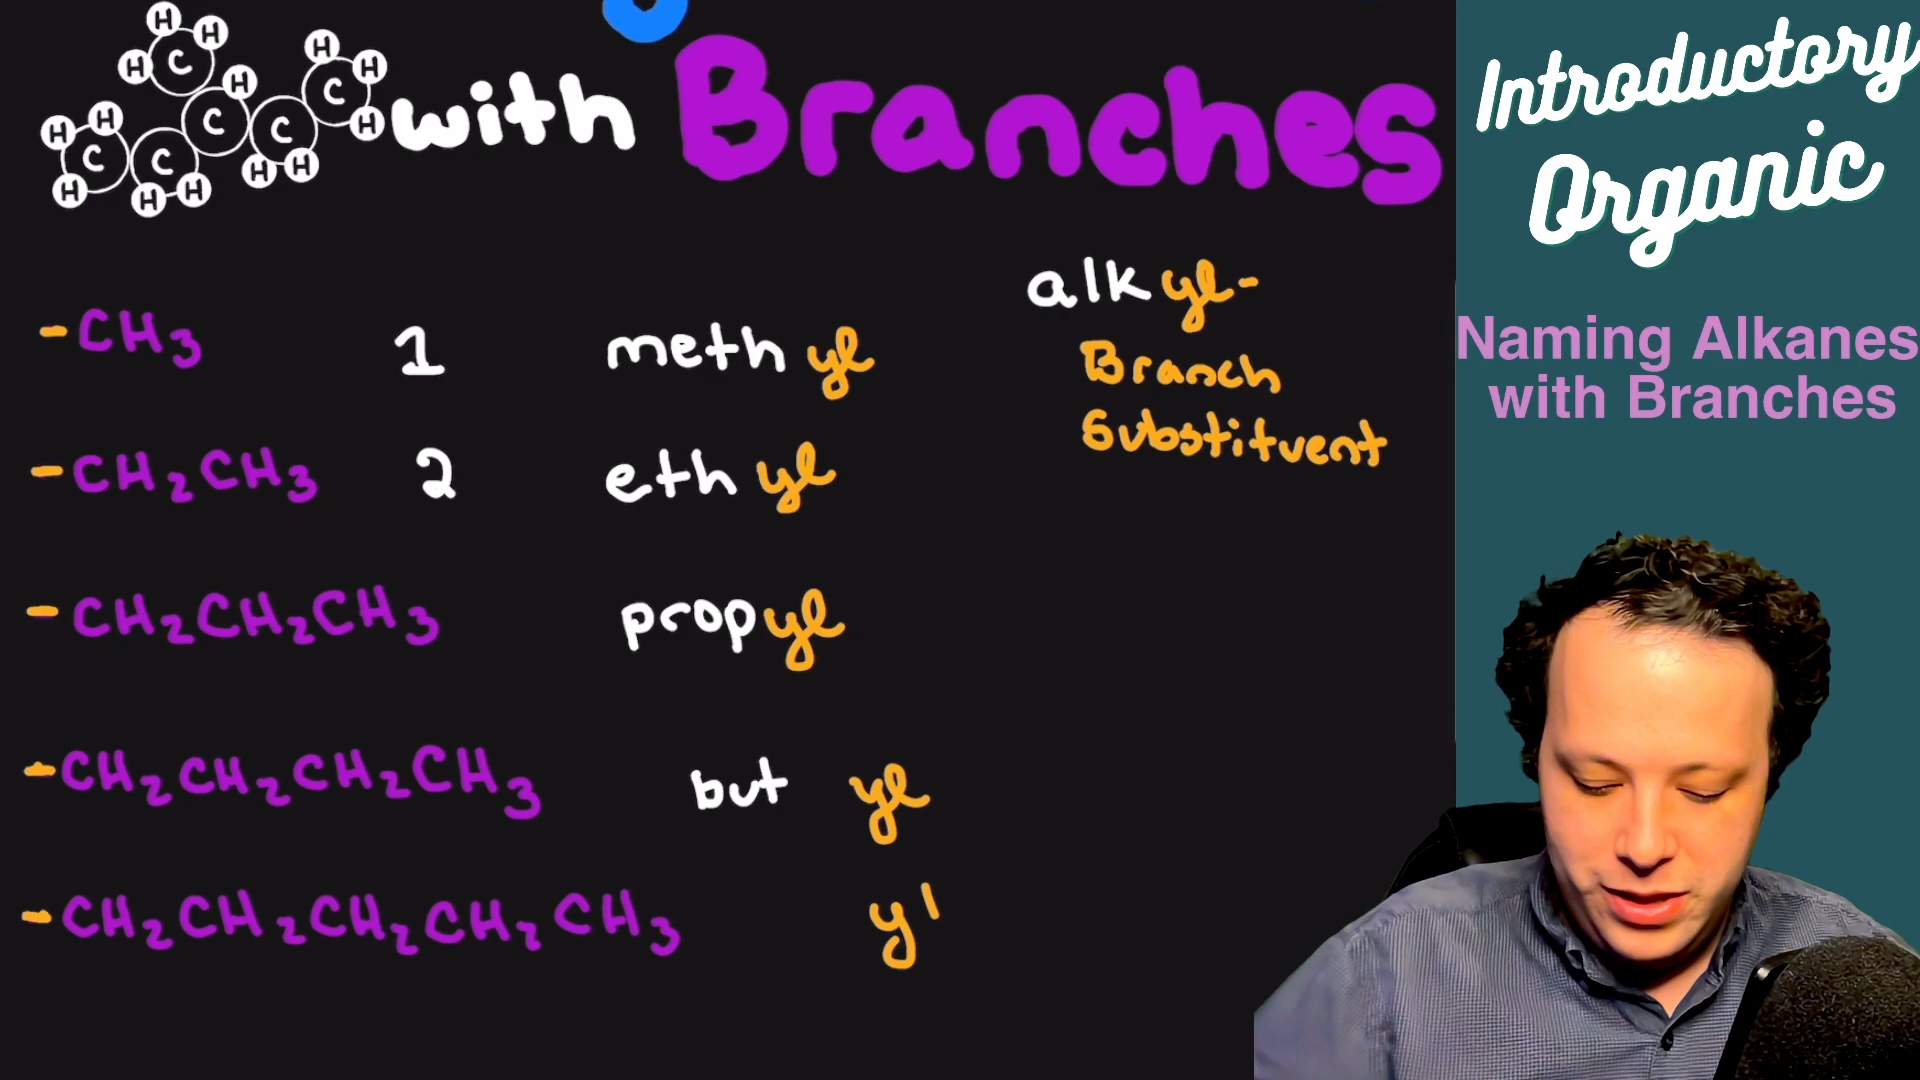 with Branches
-CH3 1 methyl
-CH2CH3 2 ethyl
-CH2CH2CH3 propyl
-CH2CH2CH2CH3 but yl
-CH2CH2CH2CH2CH3 yl
alkyl-
Branch
Substituent
H H H C H H H C H
H H C C C H
H C C H H
H H H
Introductory
Organic
Naming Alkanes
with Branches